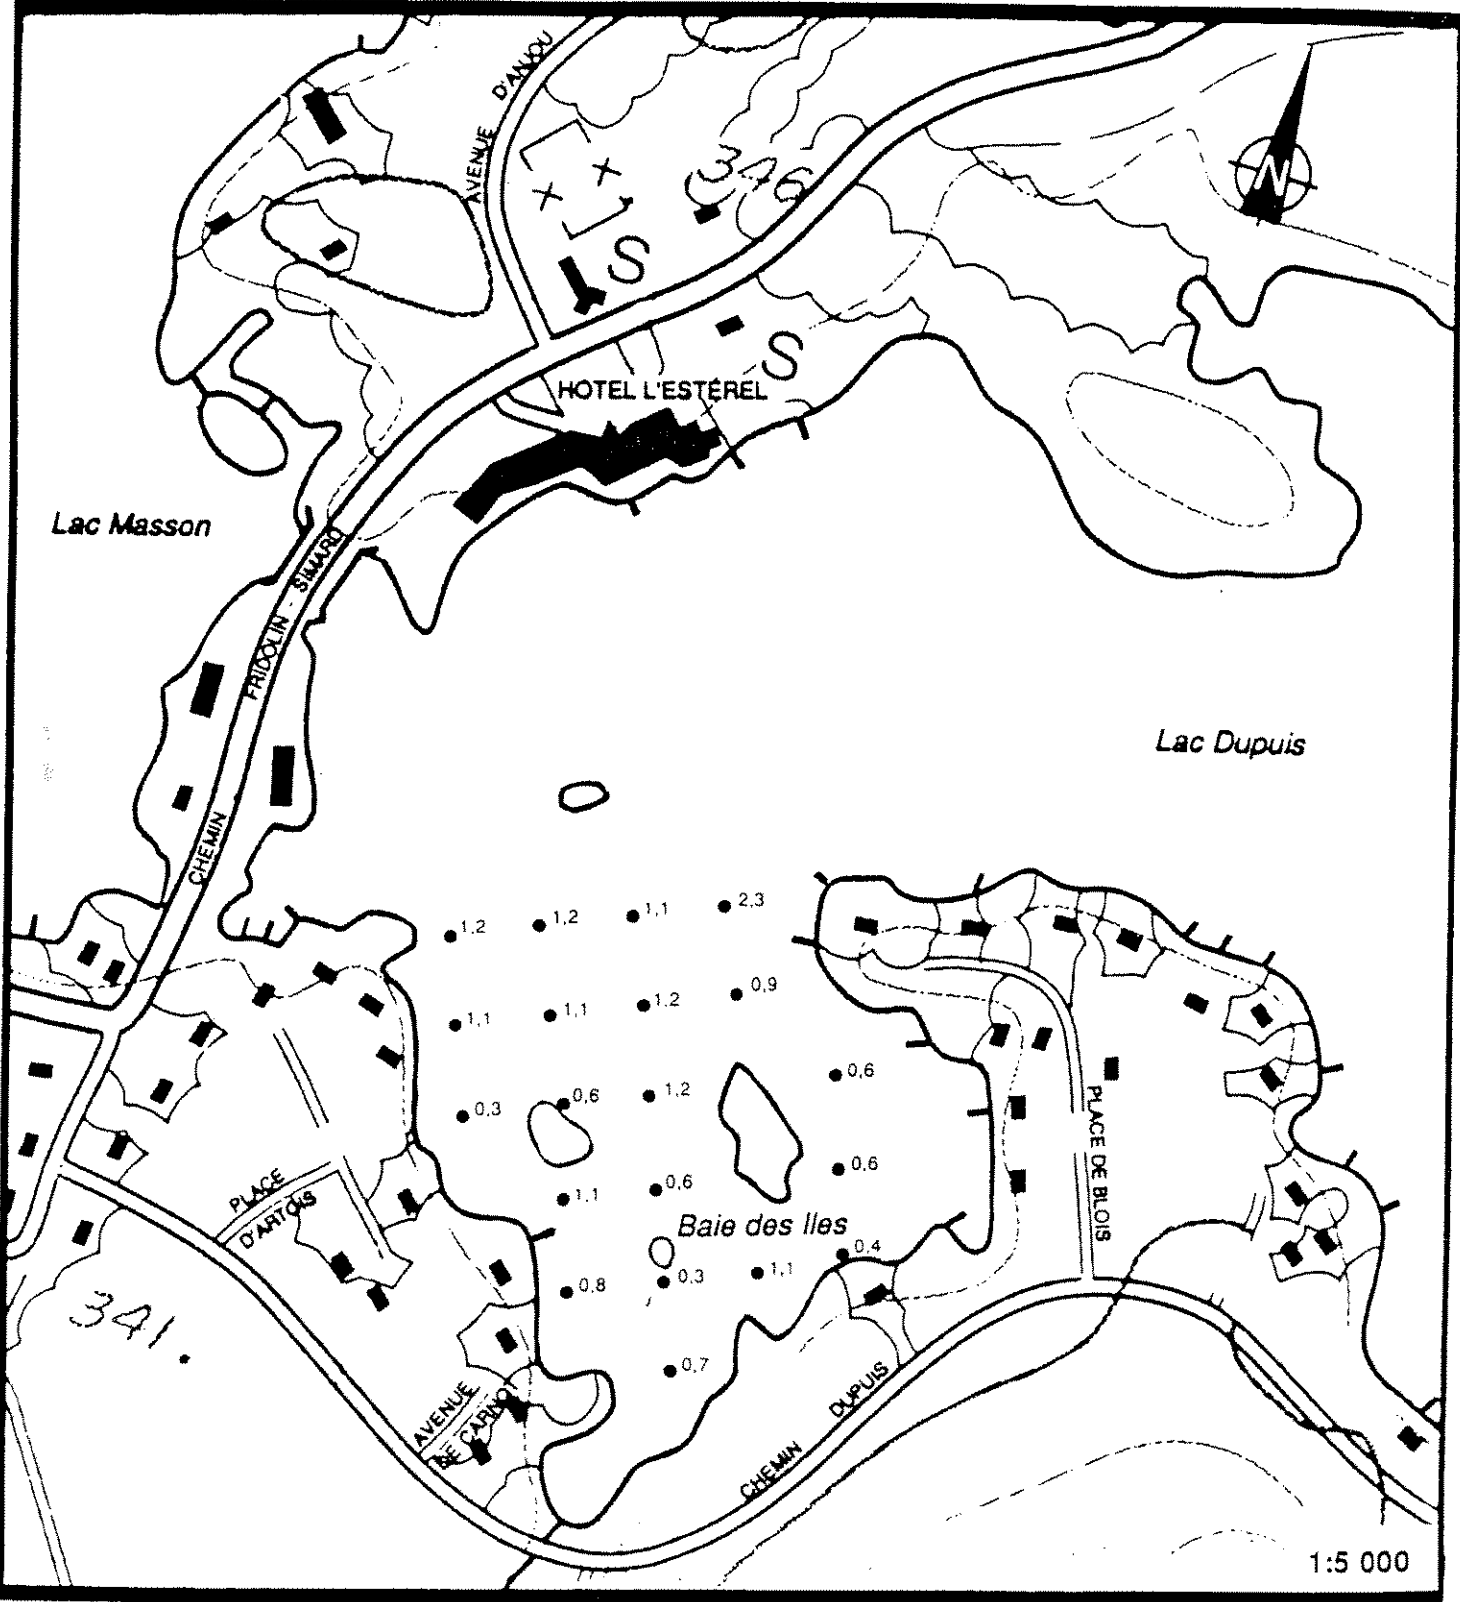 AVENUE D'ANJOU
346
N
S
S
HOTEL L'ESTÉREL
Lac Masson
CHEMIN FRIDOLIN - SIMARD
Lac Dupuis
1,2
1,2
1,1
2,3
1,1
1,1
1,2
0,9
0,3
0,6
1,2
0,6
1,1
0,6
0,6
PLACE DE BLOIS
PLACE
D'ARTOIS
Baie des Iles
0,8
0,3
1,1
0,4
341.
0,7
AVENUE
DE CARNOT
CHEMIN DUPUIS
1:5 000